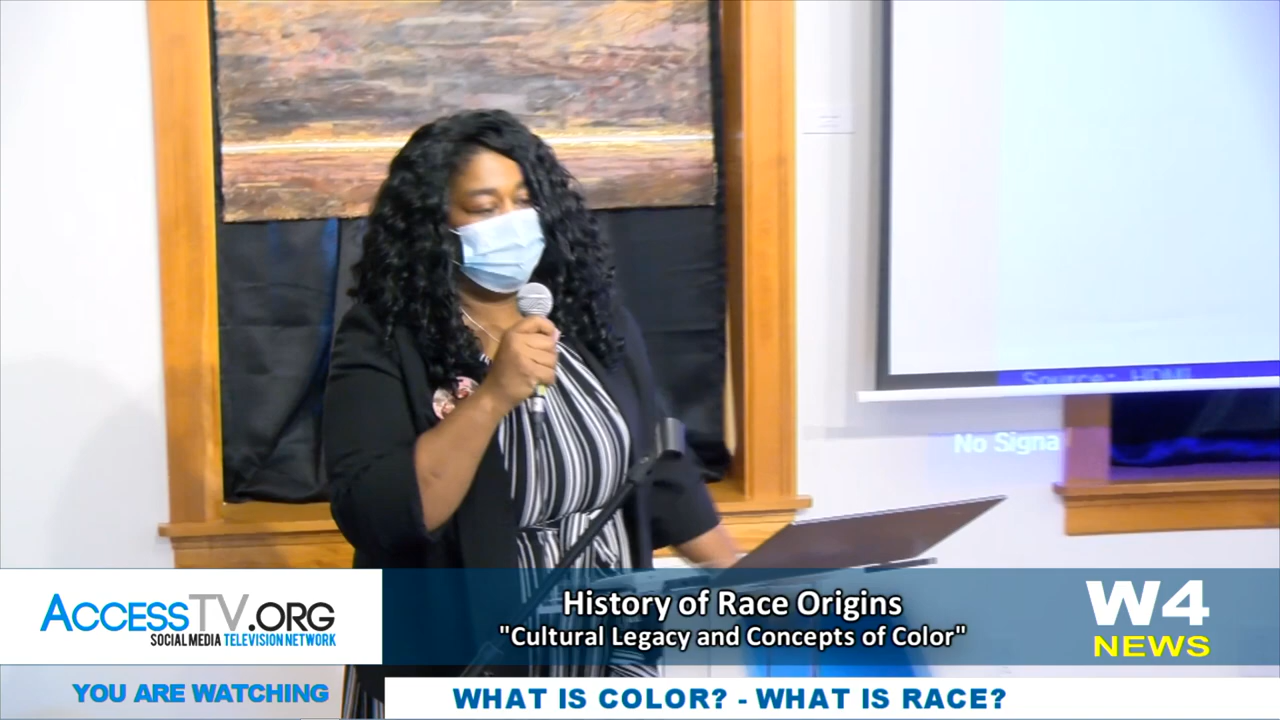 Source: HDMI
No Signa
ACCESSTV.ORG
SOCIAL MEDIA TELEVISION NETWORK
History of Race Origins
"Cultural Legacy and Concepts of Color"
W4
NEWS
YOU ARE WATCHING
WHAT IS COLOR? - WHAT IS RACE?